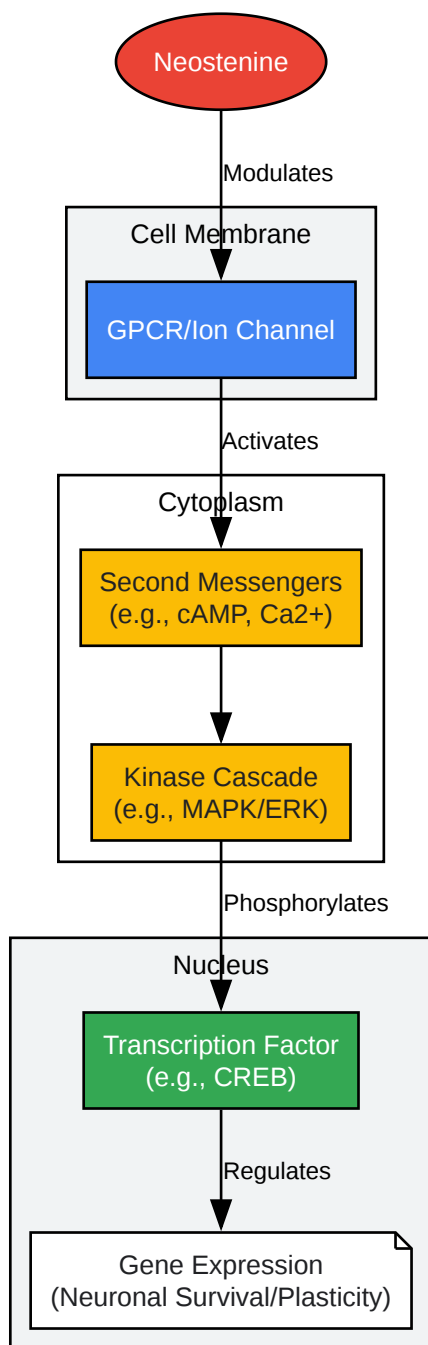 Neostenine
Modulates
Cell Membrane
GPCR/Ion Channel
Activates
Cytoplasm
Second Messengers
(e.g., cAMP, Ca2+)
Kinase Cascade
(e.g., MAPK/ERK)
Phosphorylates
Nucleus
Transcription Factor
(e.g., CREB)
Regulates
Gene Expression
(Neuronal Survival/Plasticity)